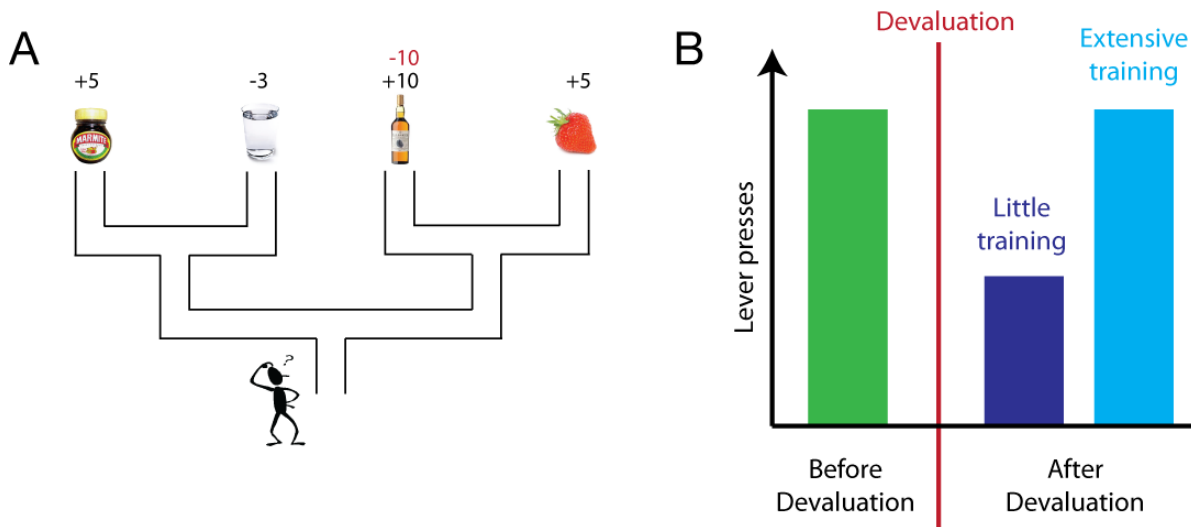 A
+5
-3
-10
+10
+5
MARMITE
?
B
Devaluation
Extensive
training
Little
training
Lever presses
Before
Devaluation
After
Devaluation